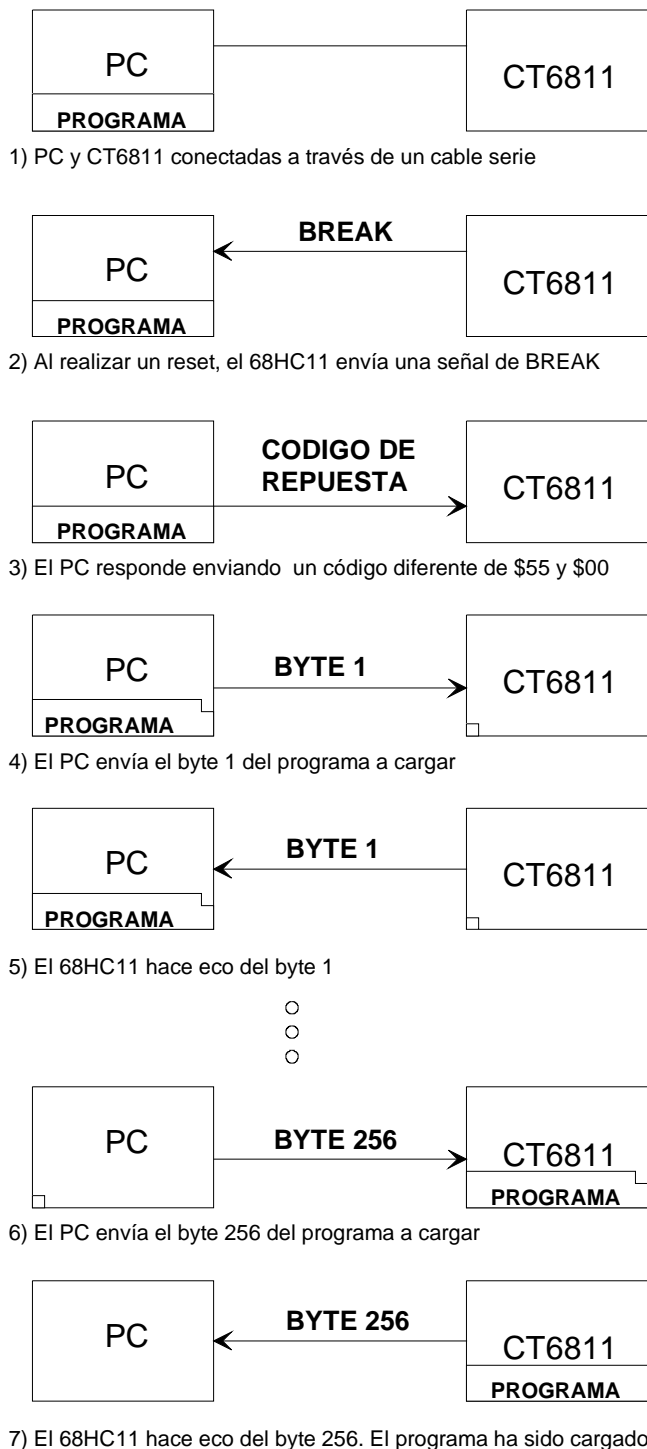 PC
CT6811
PROGRAMA
1) PC y CT6811 conectadas a través de un cable serie
BREAK
PC
CT6811
PROGRAMA
2) Al realizar un reset, el 68HC11 envía una señal de BREAK
CODIGO DE
REPUESTA
PC
CT6811
PROGRAMA
3) El PC responde enviando un código diferente de $55 y $00
PC
BYTE 1
CT6811
PROGRAMA
4) El PC envía el byte 1 del programa a cargar
PC
BYTE 1
CT6811
PROGRAMA
5) El 68HC11 hace eco del byte 1
PC
BYTE 256
CT6811
PROGRAMA
6) El PC envía el byte 256 del programa a cargar
PC
BYTE 256
CT6811
PROGRAMA
7) El 68HC11 hace eco del byte 256. El programa ha sido cargado